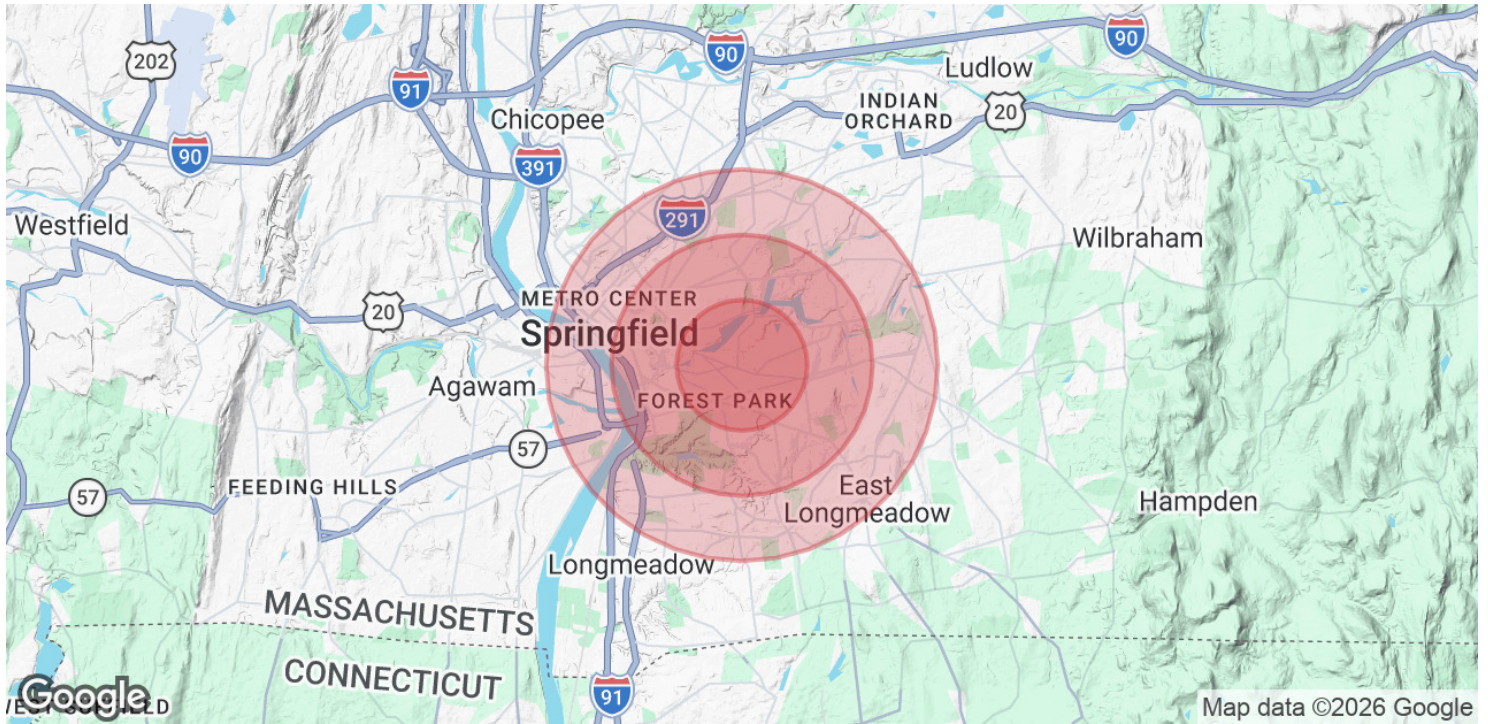 202
91
90
Ludlow
90
INDIAN
ORCHARD
20
Chicopee
90
391
Westfield
291
Wilbraham
20
METRO CENTER
Springfield
Agawam
FOREST PARK
57
57
FEEDING HILLS
East
Longmeadow
Hampden
Longmeadow
MASSACHUSETTS
CONNECTICUT
91
Google
Map data ©2026 Google